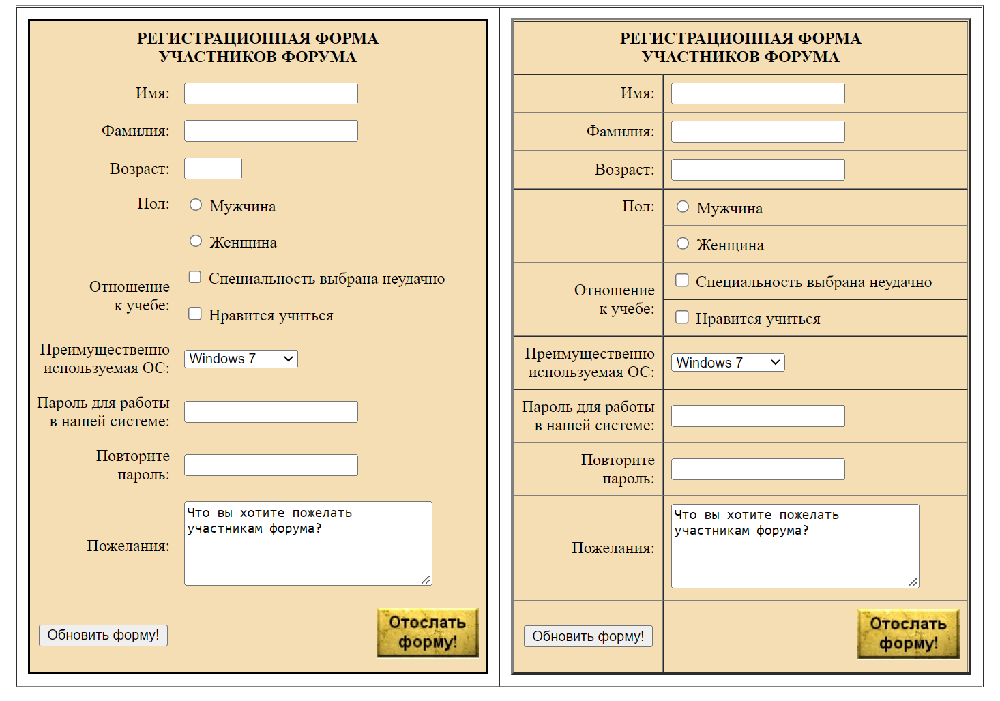 РЕГИСТРАЦИОННАЯ ФОРМА
УЧАСТНИКОВ ФОРУМА
Имя:
Фамилия:
Возраст:
Пол:
Мужчина
Женщина
Отношение
к учебе:
Специальность выбрана неудачно
Нравится учиться
Преимущественно
используемая ОС:
Windows 7
Пароль для работы
в нашей системе:
Повторите
пароль:
Пожелания:
Что вы хотите пожелать
участникам форума?
Обновить форму!
Отослать
форму!
РЕГИСТРАЦИОННАЯ ФОРМА
УЧАСТНИКОВ ФОРУМА
Имя:
Фамилия:
Возраст:
Пол:
Мужчина
Женщина
Отношение
к учебе:
Специальность выбрана неудачно
Нравится учиться
Преимущественно
используемая ОС:
Windows 7
Пароль для работы
в нашей системе:
Повторите
пароль:
Пожелания:
Что вы хотите пожелать
участникам форума?
Обновить форму!
Отослать
форму!